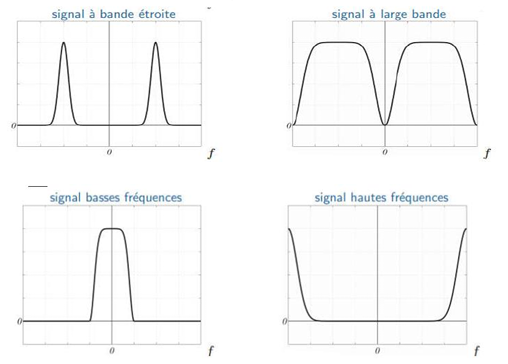 signal à bande étroite
signal à large bande
0
0
f
0
0
f
signal basses fréquences
signal hautes fréquences
0
0
f
0
0
f